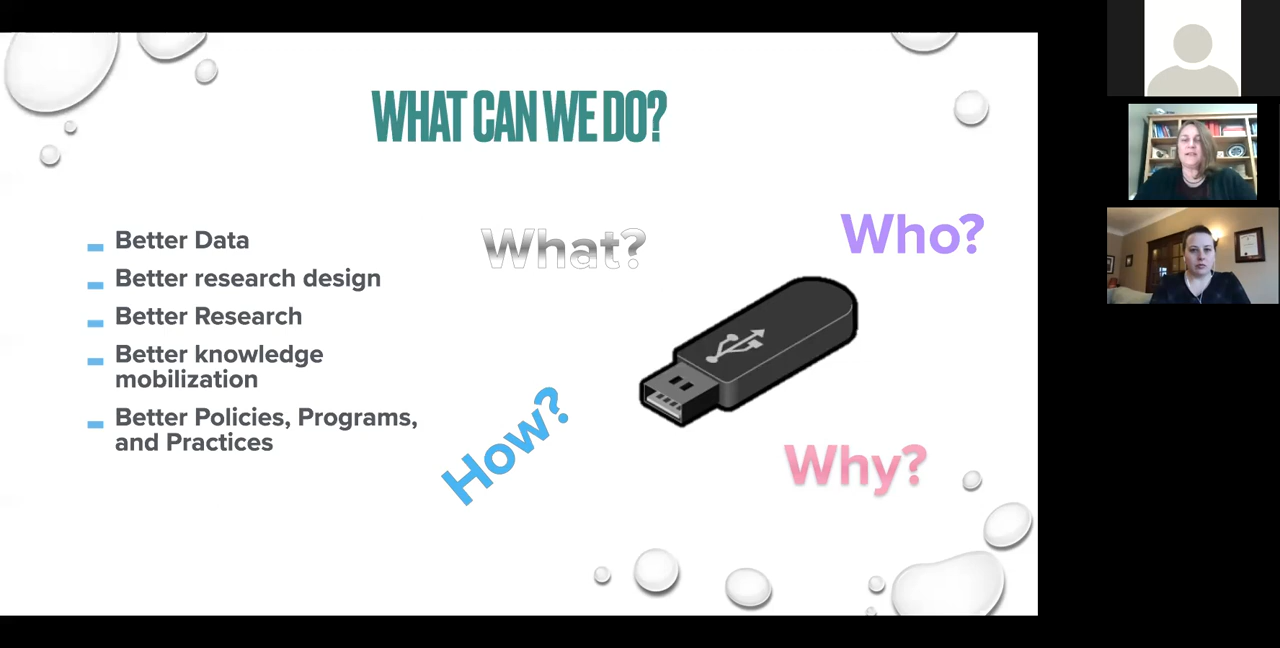 WHAT CAN WE DO?
Better Data
Better research design
Better Research
Better knowledge
mobilization
Better Policies, Programs,
and Practices
What?
Who?
How?
Why?